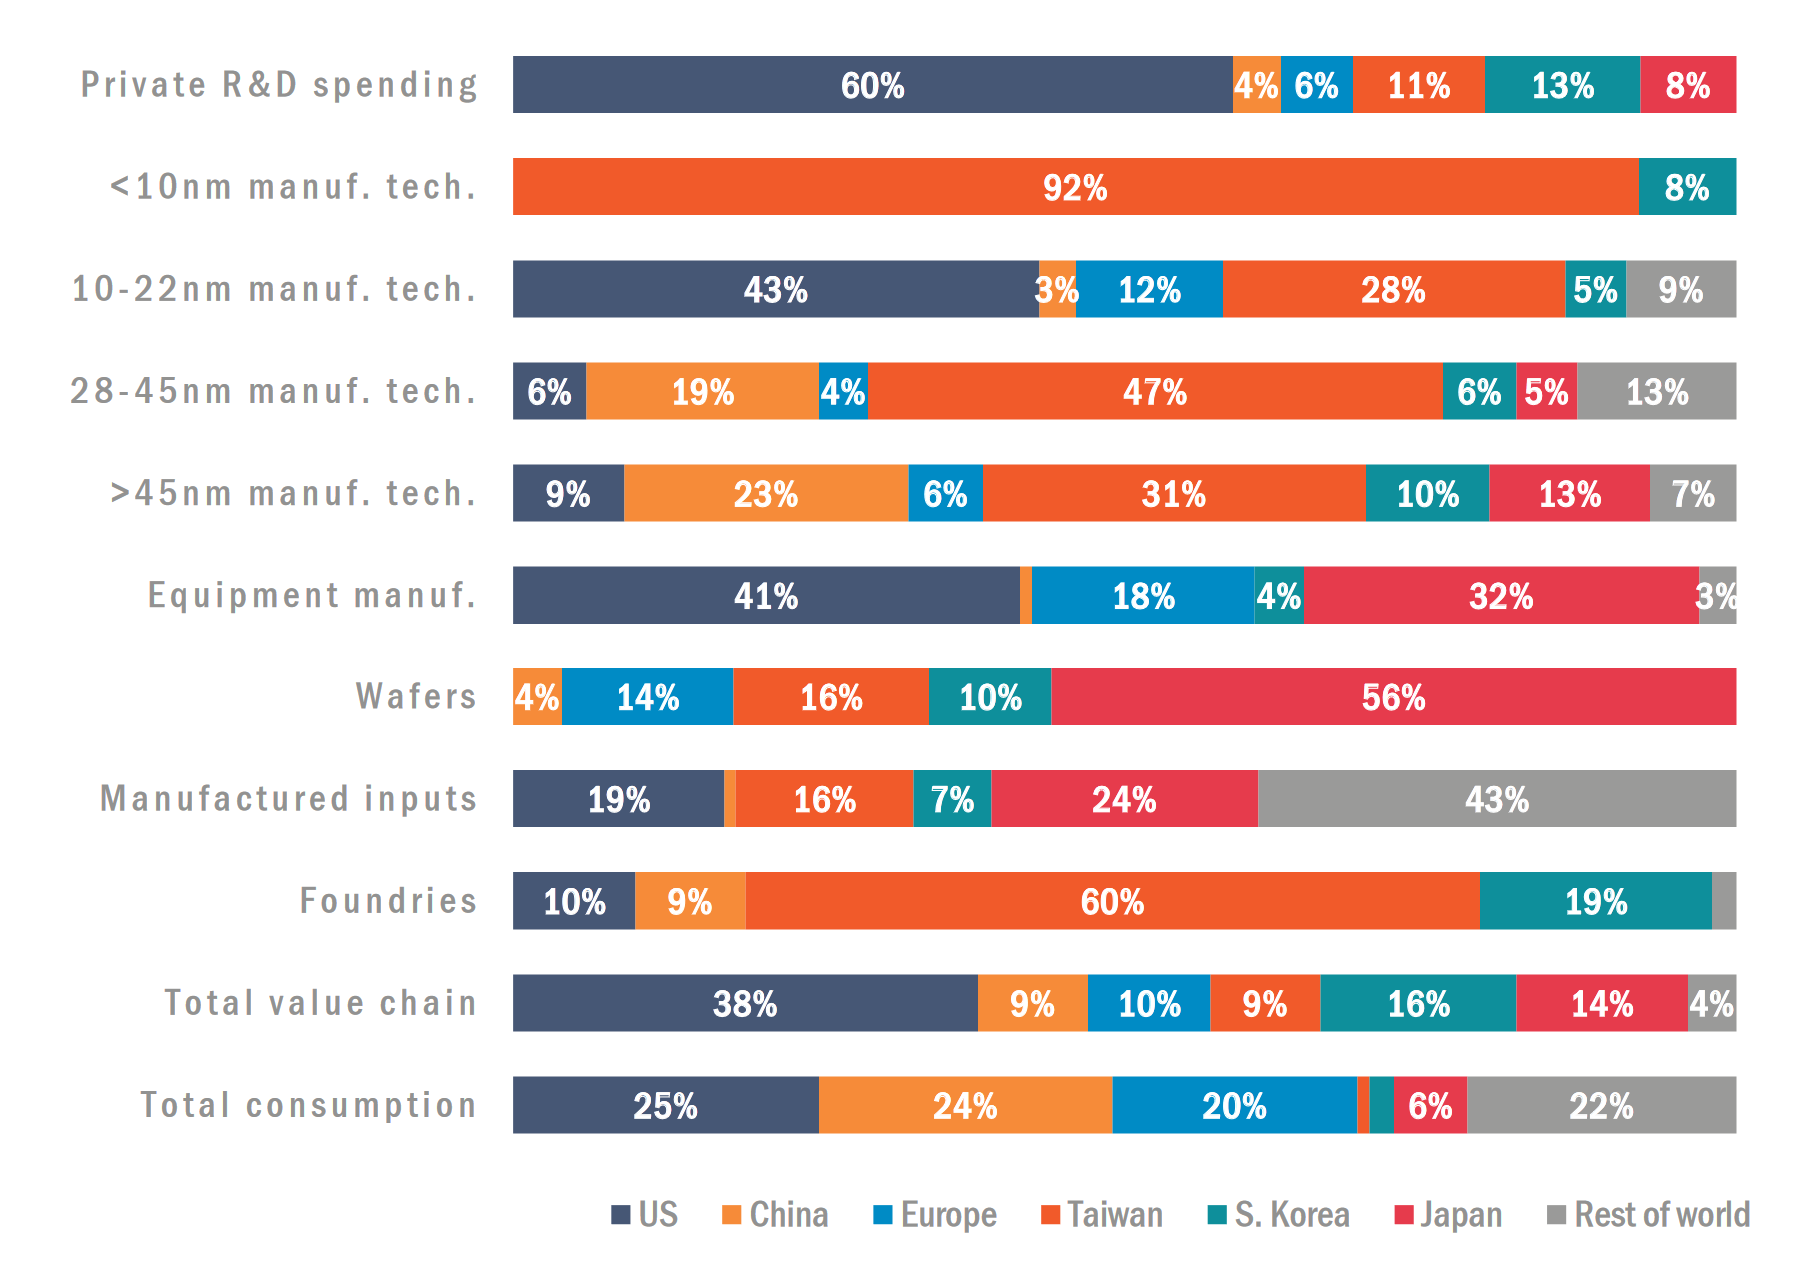 Private R&D spending 60% 4% 6% 11% 13% 8%
<10nm manuf. tech. 92% 8%
10-22nm manuf. tech. 43% 3% 12% 28% 5% 9%
28-45nm manuf. tech. 6% 19% 4% 47% 6% 5% 13%
>45nm manuf. tech. 9% 23% 6% 31% 10% 13% 7%
Equipment manuf. 41% 18% 4% 32% 3%
Wafers 4% 14% 16% 10% 56%
Manufactured inputs 19% 16% 7% 24% 43%
Foundries 10% 9% 60% 19%
Total value chain 38% 9% 10% 9% 16% 14% 4%
Total consumption 25% 24% 20% 6% 22%
US China Europe Taiwan S. Korea Japan Rest of world